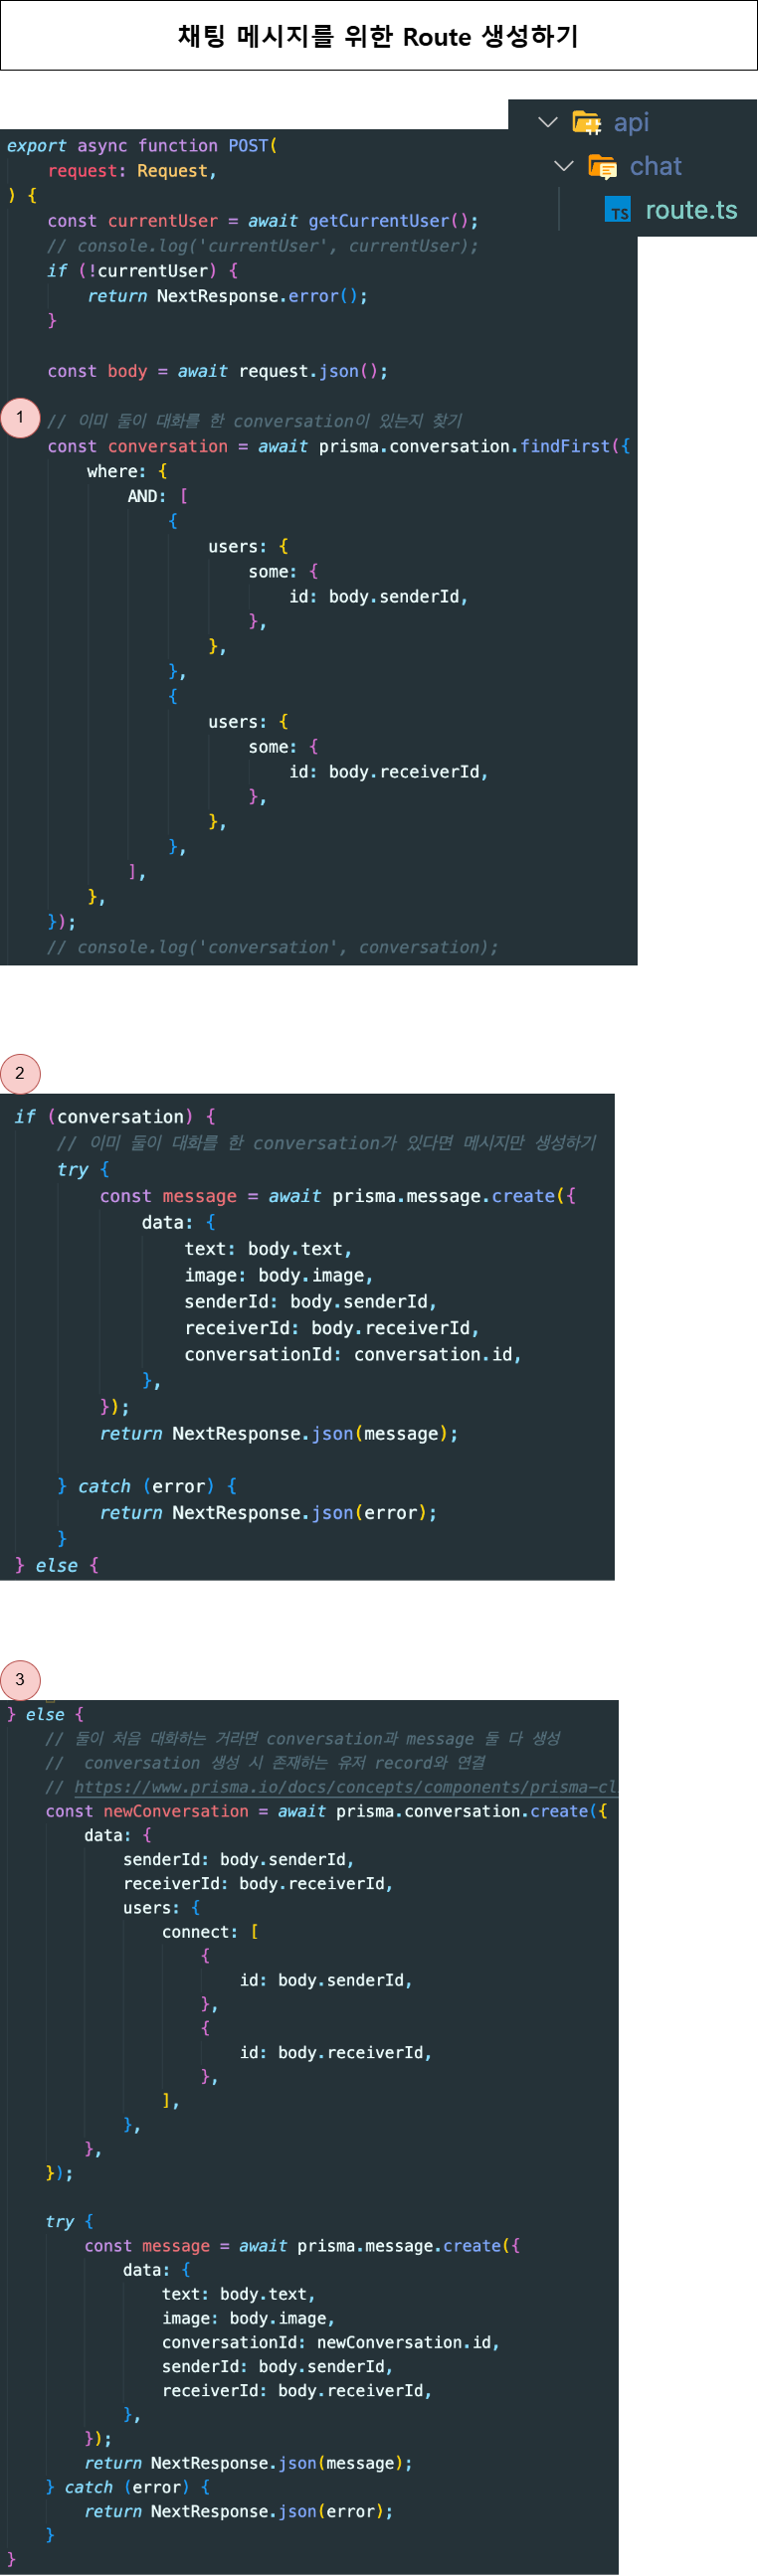 채팅 메시지를 위한 Route 생성하기
api
chat
TS route.ts
export async function POST(
    request: Request,
) {
    const currentUser = await getCurrentUser();
    // console.log('currentUser', currentUser);
    if (!currentUser) {
        return NextResponse.error();
    }
    const body = await request.json();
1
    // 이미 둘이 대화를 한 conversation이 있는지 찾기
    const conversation = await prisma.conversation.findFirst({
        where: {
            AND: [
                {
                    users: {
                        some: {
                            id: body.senderId,
                        },
                    },
                },
                {
                    users: {
                        some: {
                            id: body.receiverId,
                        },
                    },
                },
            ],
        },
    });
    // console.log('conversation', conversation);
2
if (conversation) {
    // 이미 둘이 대화를 한 conversation가 있다면 메시지만 생성하기
    try {
        const message = await prisma.message.create({
            data: {
                text: body.text,
                image: body.image,
                senderId: body.senderId,
                receiverId: body.receiverId,
                conversationId: conversation.id,
            },
        });
        return NextResponse.json(message);
    } catch (error) {
        return NextResponse.json(error);
    }
} else {
3
} else {
    // 둘이 처음 대화하는 거라면 conversation과 message 둘 다 생성
    //  conversation 생성 시 존재하는 유저 record와 연결
    // https://www.prisma.io/docs/concepts/components/prisma-cl
    const newConversation = await prisma.conversation.create({
        data: {
            senderId: body.senderId,
            receiverId: body.receiverId,
            users: {
                connect: [
                    {
                        id: body.senderId,
                    },
                    {
                        id: body.receiverId,
                    },
                ],
            },
        },
    });
    try {
        const message = await prisma.message.create({
            data: {
                text: body.text,
                image: body.image,
                conversationId: newConversation.id,
                senderId: body.senderId,
                receiverId: body.receiverId,
            },
        });
        return NextResponse.json(message);
    } catch (error) {
        return NextResponse.json(error);
    }
}